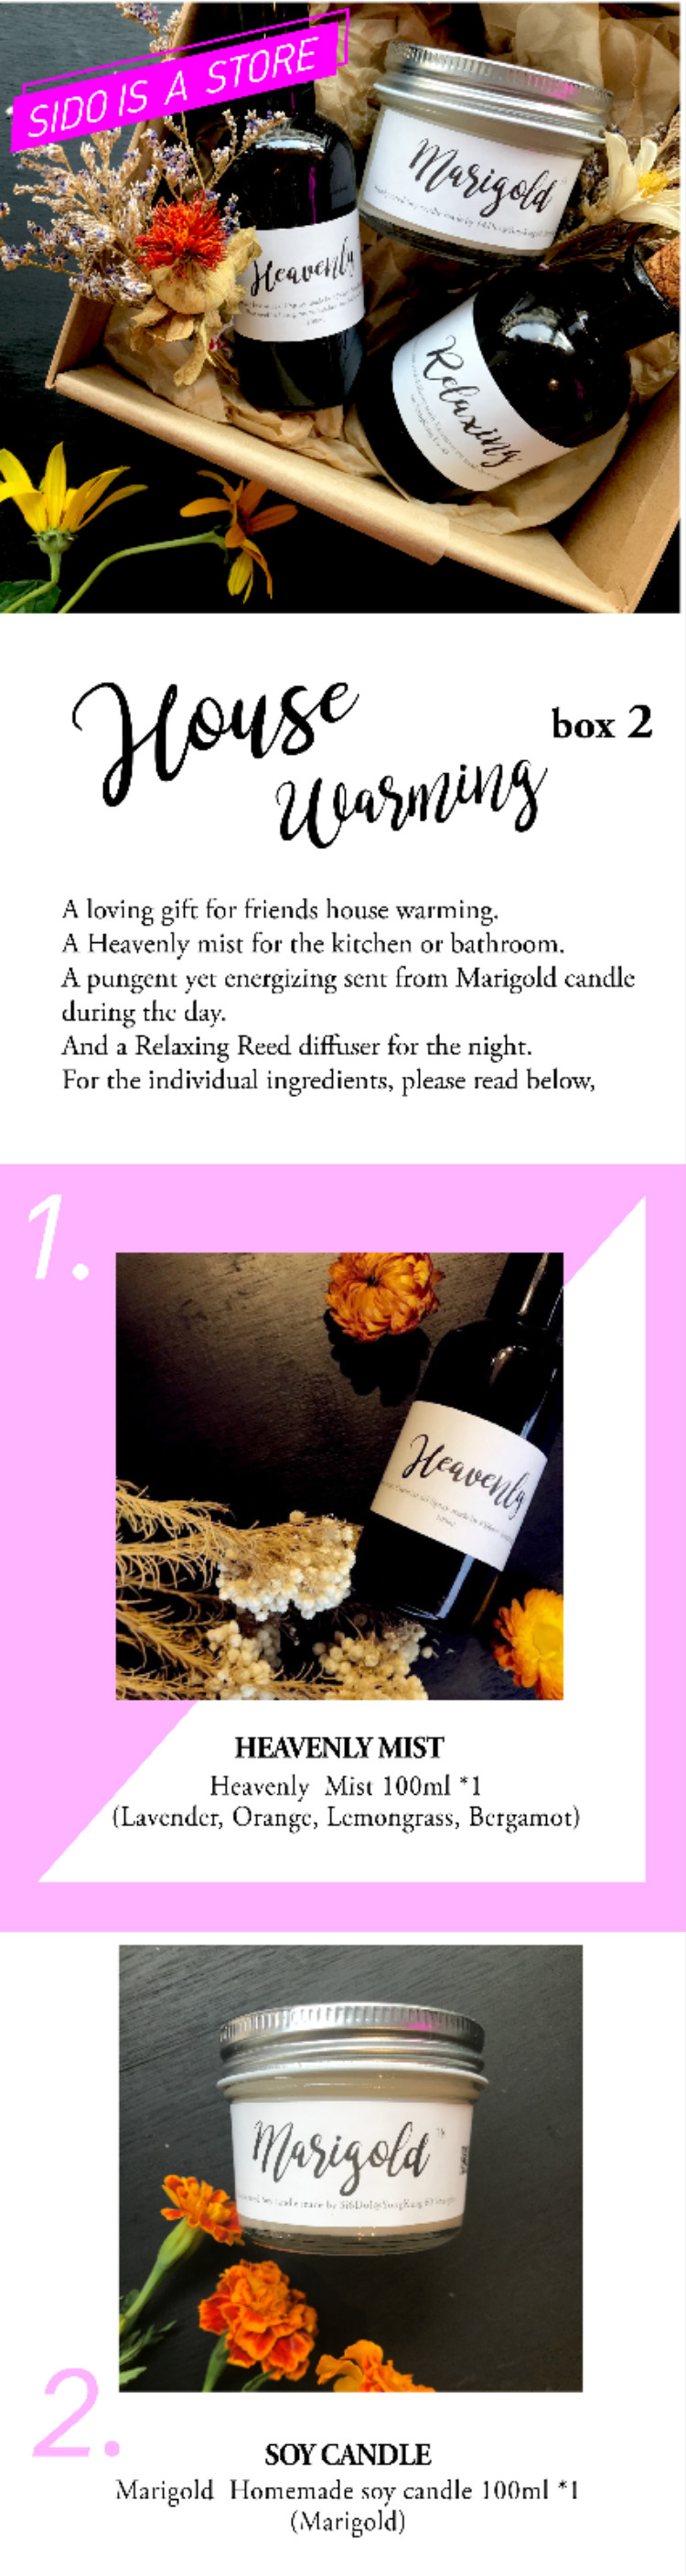 SIDO IS A STORE
Marigold
Heavenly
Relaxing
House
Warming
box 2
A loving gift for friends house warming.
A Heavenly mist for the kitchen or bathroom.
A pungent yet energizing sent from Marigold candle
during the day.
And a Relaxing Reed diffuser for the night.
For the individual ingredients, please read below,
1.
Heavenly
HEAVENLY MIST
Heavenly Mist 100ml *1
(Lavender, Orange, Lemongrass, Bergamot)
Marigold
2.
SOY CANDLE
Marigold Homemade soy candle 100ml *1
(Marigold)